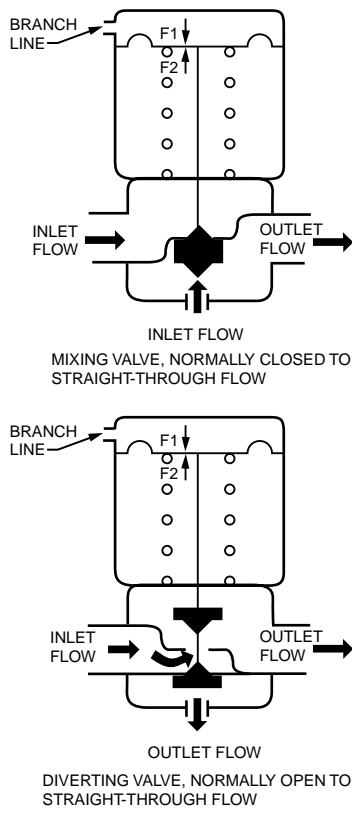 BRANCH
LINE
F1
F2
INLET
FLOW
OUTLET
FLOW
INLET FLOW
MIXING VALVE, NORMALLY CLOSED TO
STRAIGHT-THROUGH FLOW
BRANCH
LINE
F1
F2
INLET
FLOW
OUTLET
FLOW
OUTLET FLOW
DIVERTING VALVE, NORMALLY OPEN TO
STRAIGHT-THROUGH FLOW